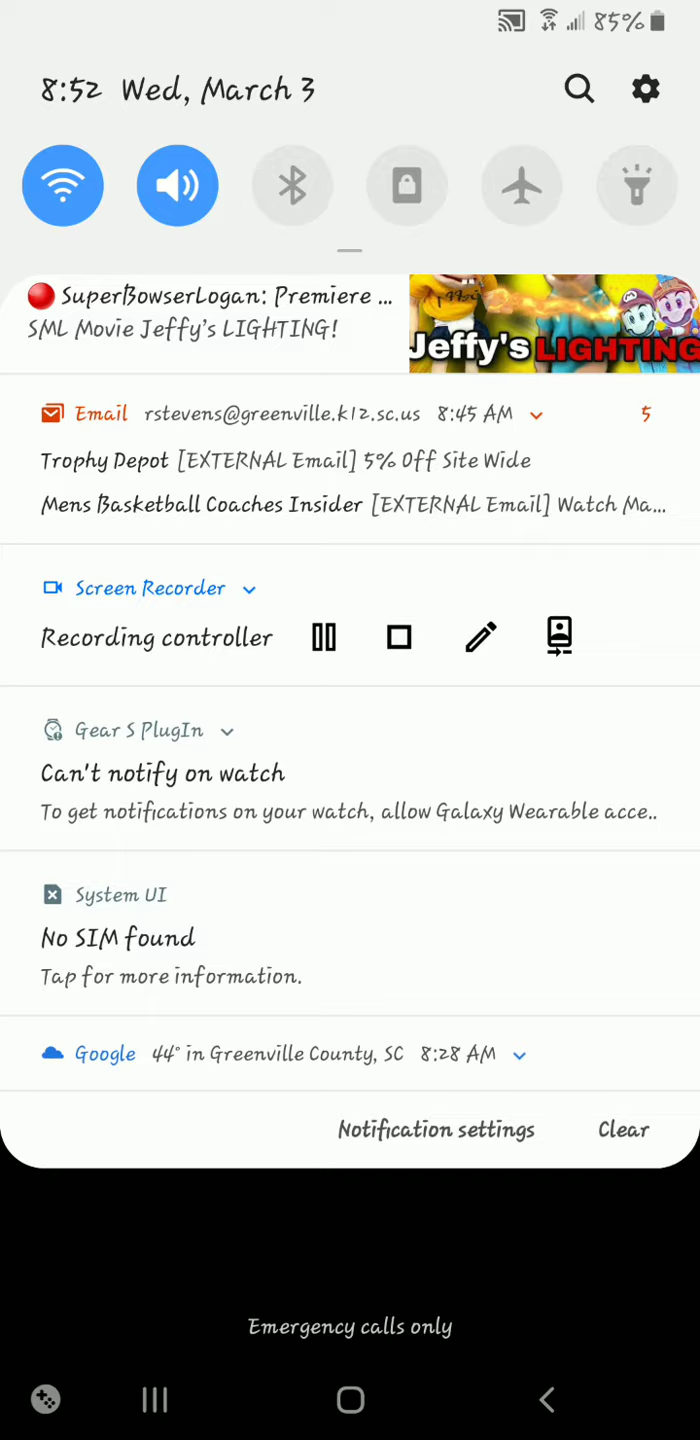 85%
8:52 Wed, March 3
SuperBowserLogan: Premiere ...
SML Movie Jeffy's LIGHTING!
Jeffy's LIGHTING
Email rstevens@greenville.k12.sc.us 8:45 AM 5
Trophy Depot [EXTERNAL Email] 5% Off Site Wide
Mens Basketball Coaches Insider [EXTERNAL Email] Watch Ma...
Screen Recorder
Recording controller
Gear S PlugIn
Can't notify on watch
To get notifications on your watch, allow Galaxy Wearable acce..
System UI
No SIM found
Tap for more information.
Google 44° in Greenville County, SC 8:28 AM
Notification settings Clear
Emergency calls only